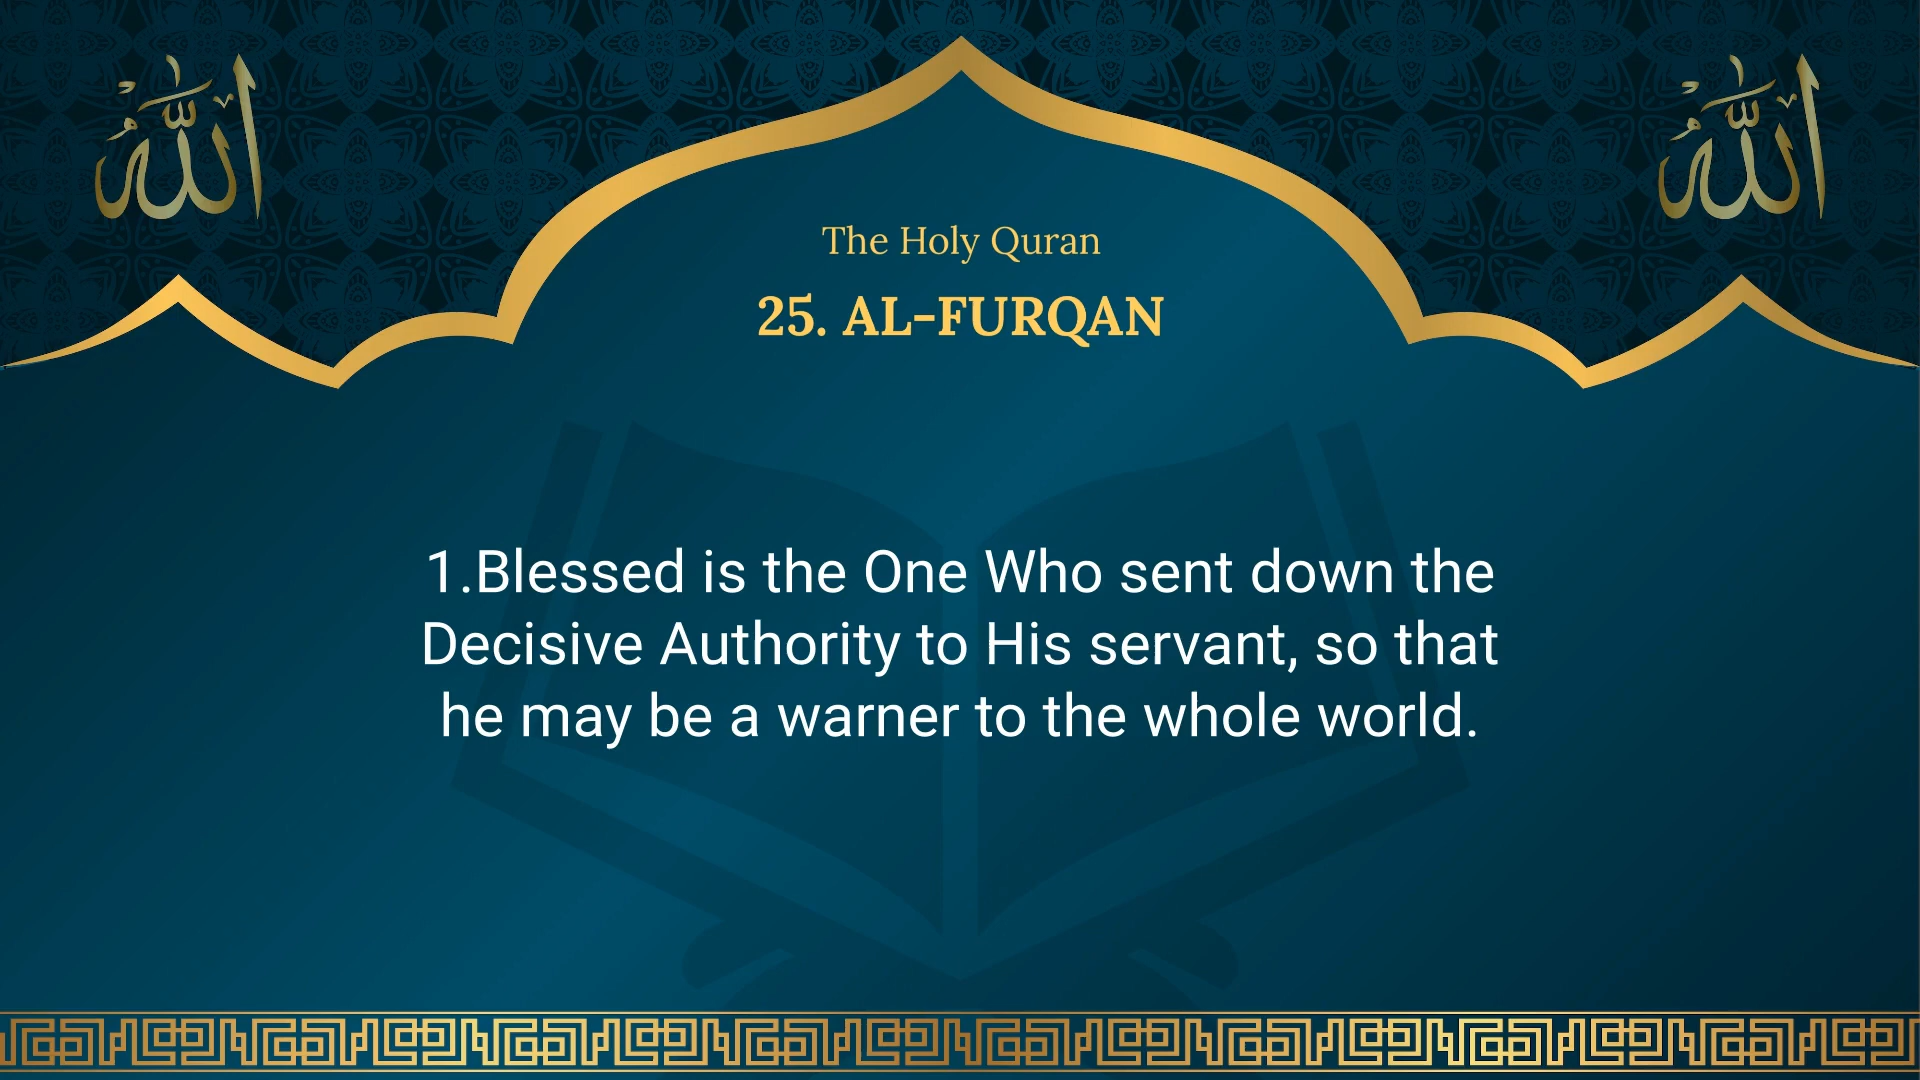 الله
الله
The Holy Quran
25. AL-FURQAN
1.Blessed is the One Who sent down the
Decisive Authority to His servant, so that
he may be a warner to the whole world.